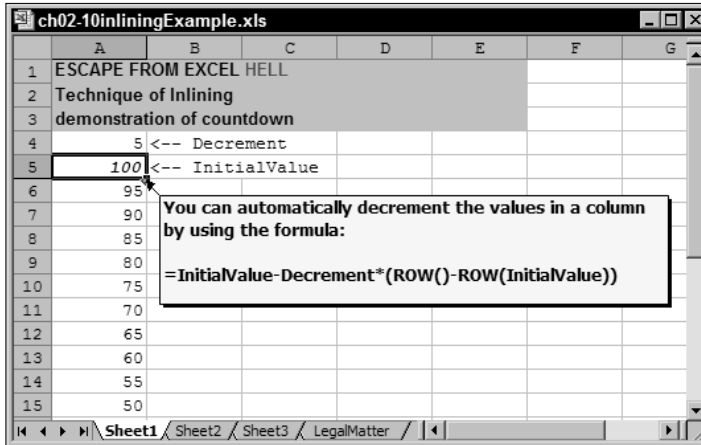 ch02-10inliningExample.xls
A B C D E F G
1 ESCAPE FROM EXCEL HELL
2 Technique of Inlining
3 demonstration of countdown
4 5 <-- Decrement
5 100 <-- InitialValue
6 95
7 90
8 85
9 80
10 75
11 70
12 65
13 60
14 55
15 50
You can automatically decrement the values in a column
by using the formula:
=InitialValue-Decrement*(ROW()-ROW(InitialValue))
Sheet1 Sheet2 Sheet3 LegalMatter